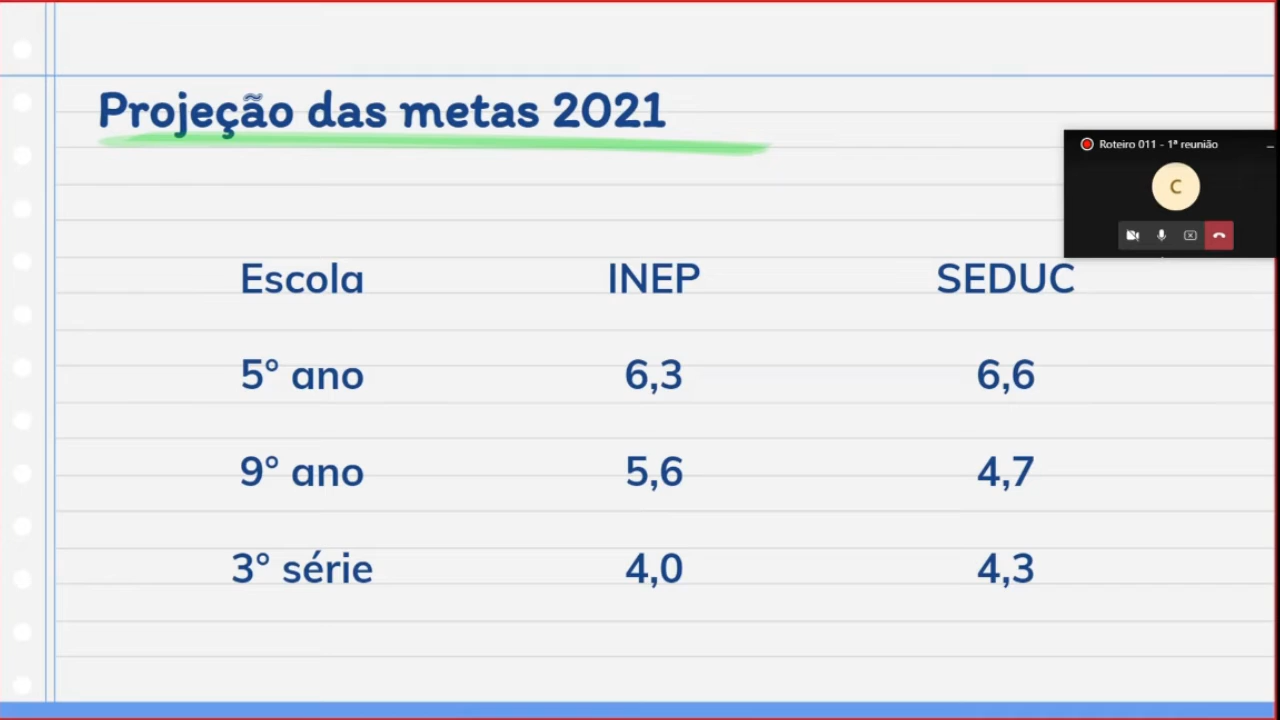 Projeção das metas 2021
Roteiro 011 - 1ª reunião
C
Escola INEP SEDUC
5° ano 6,3 6,6
9° ano 5,6 4,7
3° série 4,0 4,3